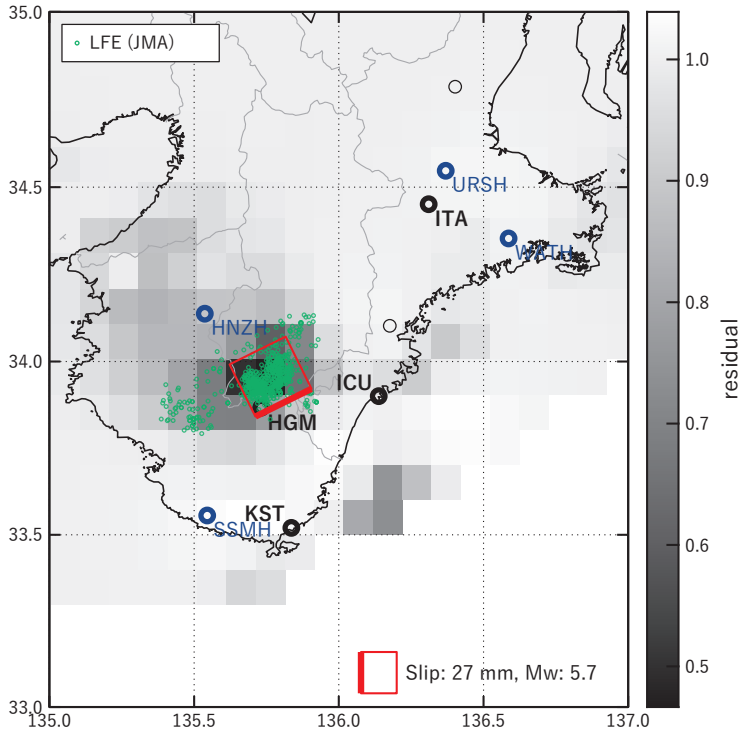 35.0
LFE (JMA)
1.0
URSH
34.5
ITA
0.9
WATH
0.8
HNZH
residual
34.0
ICU
0.7
HGM
KST
SSMH
33.5
0.6
Slip: 27 mm, Mw: 5.7
0.5
33.0
135.0 135.5 136.0 136.5 137.0